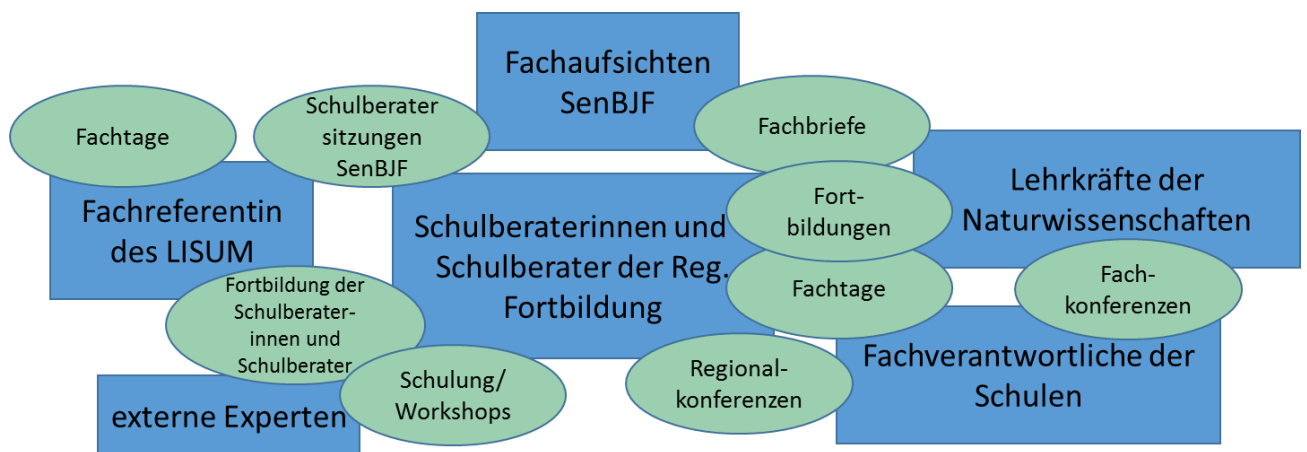 Fachaufsichten
SenBJF
Fachtage
Schulberater
sitzungen
SenBJF
Fachbriefe
Fachreferentin
des LISUM
Schulberaterinnen und
Schulberater der Reg.
Fortbildung
Fort-
bildungen
Lehrkräfte der
Naturwissenschaften
Fortbildung der
Schulberater-
innen und
Schulberater
Fachtage
Fach-
konferenzen
externe Experten
Schulung/
Workshops
Regional-
konferenzen
Fachverantwortliche der
Schulen